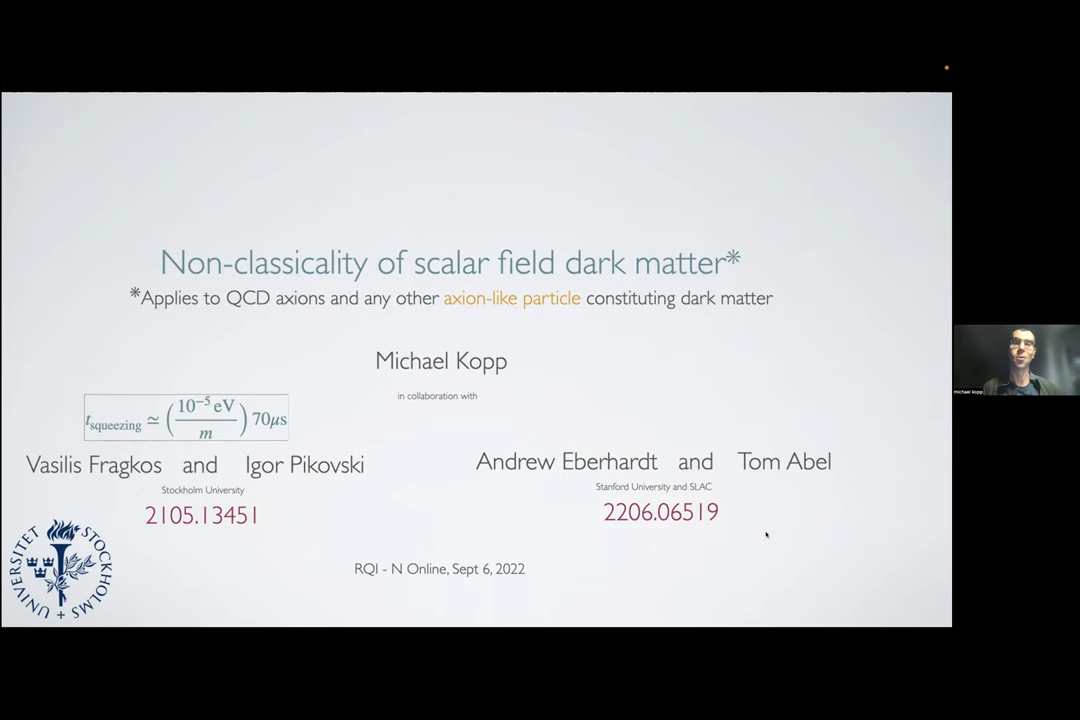 Non-classicality of scalar field dark matter*
*Applies to QCD axions and any other axion-like particle constituting dark matter
Michael Kopp
in collaboration with
t_squeezing ≃ (10⁻⁵ eV / m) 70μs
Vasilis Fragkos and Igor Pikovski
Stockholm University
2105.13451
Andrew Eberhardt and Tom Abel
Stanford University and SLAC
2206.06519
RQI - N Online, Sept 6, 2022
STOCKHOLMS + UNIVERSITET
michael kopp